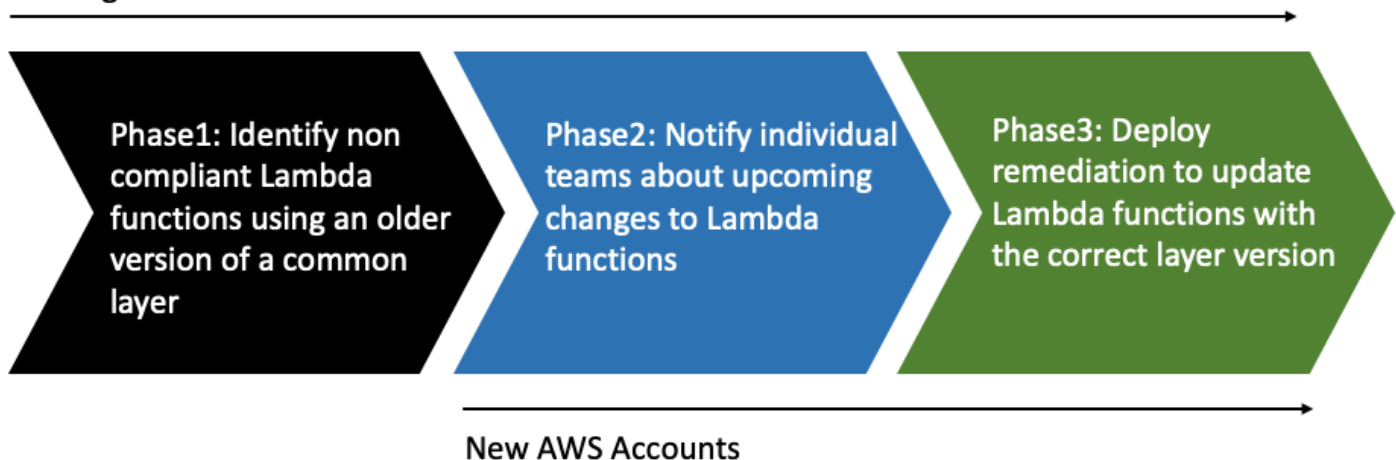 Phase1: Identify non
compliant Lambda
functions using an older
version of a common
layer
Phase2: Notify individual
teams about upcoming
changes to Lambda
functions
Phase3: Deploy
remediation to update
Lambda functions with
the correct layer version
New AWS Accounts